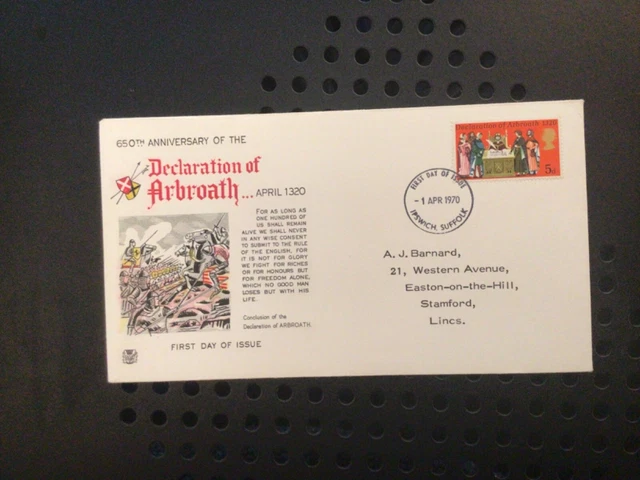 650TH ANNIVERSARY OF THE
Declaration of
Arbroath... APRIL 1320
FOR AS LONG AS
ONE HUNDRED OF
US SHALL REMAIN
ALIVE WE SHALL NEVER
IN ANY WISE CONSENT
TO SUBMIT TO THE RULE
OF THE ENGLISH, FOR
IT IS NOT FOR GLORY
WE FIGHT FOR RICHES
OR FOR HONOURS BUT
FOR FREEDOM ALONE,
WHICH NO GOOD MAN
LOSES BUT WITH HIS
LIFE.
Conclusion of the
Declaration of ARBROATH.
FIRST DAY OF ISSUE
Declaration of Arbroath 1320
5d
FIRST DAY OF ISSUE
-1 APR 1970
IPSWICH, SUFFOLK
A. J. Barnard,
21, Western Avenue,
Easton-on-the-Hill,
Stamford,
Lincs.